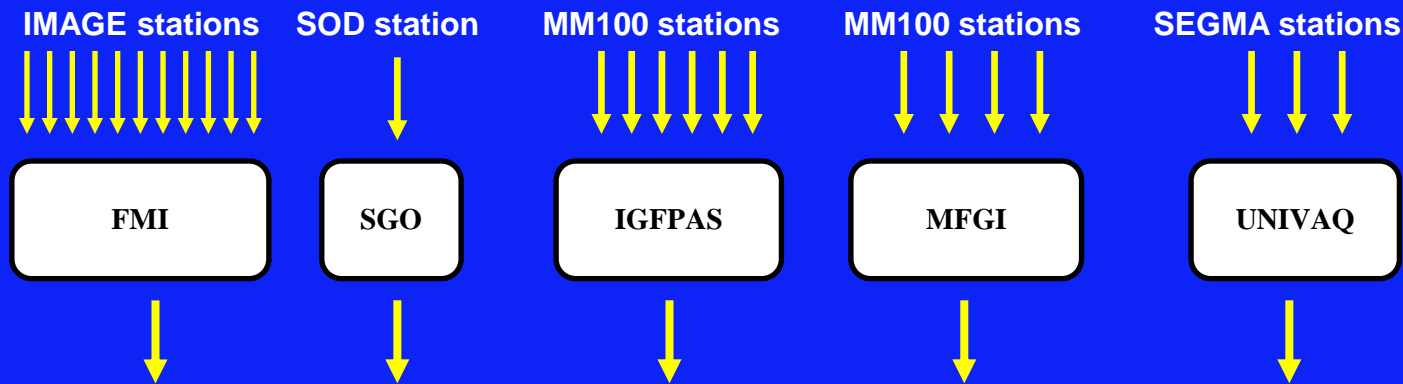 IMAGE stations SOD station MM100 stations MM100 stations SEGMA stations
FMI SGO IGFPAS MFGI UNIVAQ